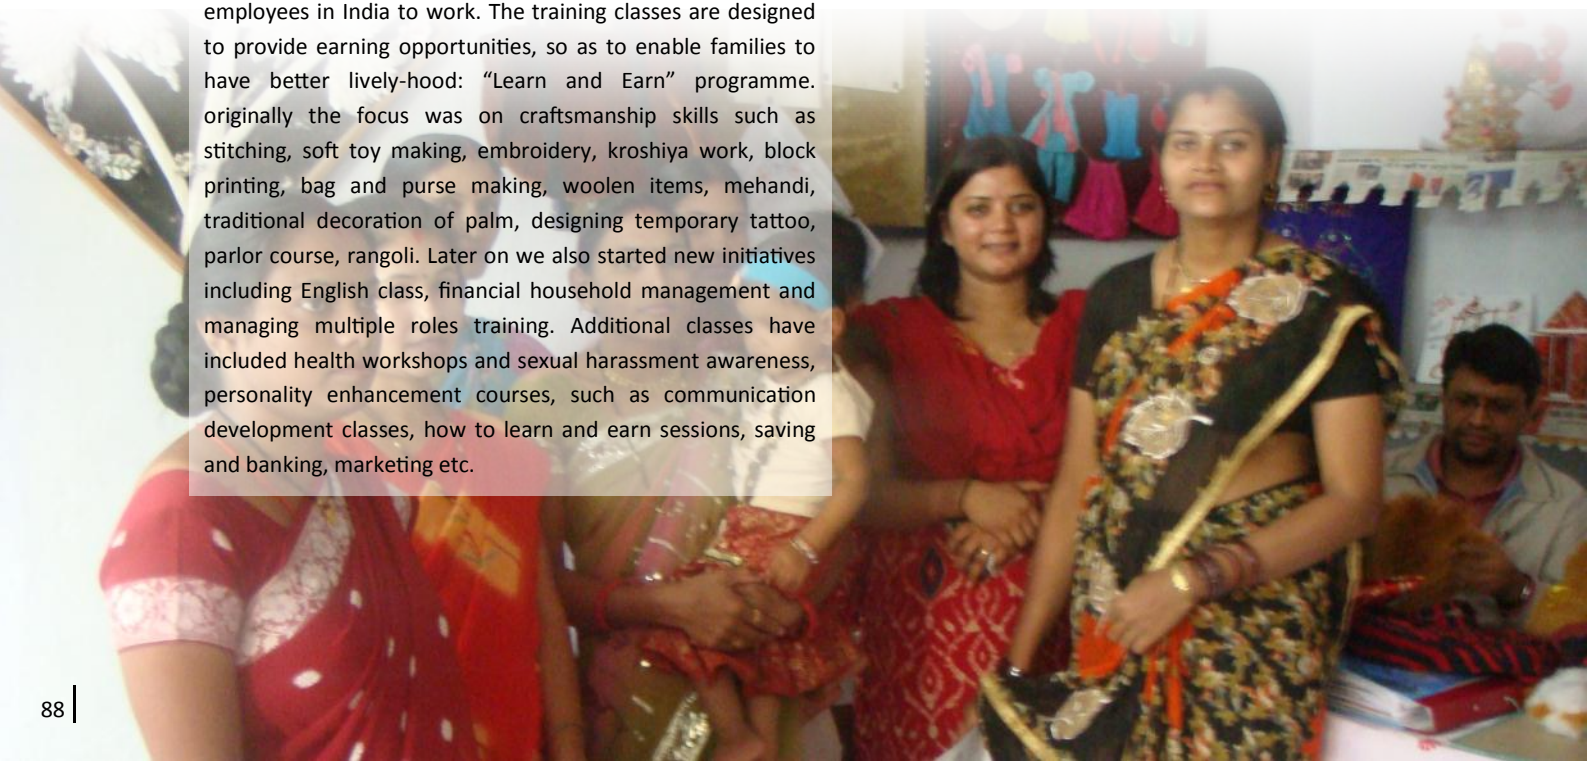 employees in India to work. The training classes are designed
to provide earning opportunities, so as to enable families to
have better lively-hood: “Learn and Earn” programme.
originally the focus was on craftsmanship skills such as
stitching, soft toy making, embroidery, kroshiya work, block
printing, bag and purse making, woolen items, mehandi,
traditional decoration of palm, designing temporary tattoo,
parlor course, rangoli. Later on we also started new initiatives
including English class, financial household management and
managing multiple roles training. Additional classes have
included health workshops and sexual harassment awareness,
personality enhancement courses, such as communication
development classes, how to learn and earn sessions, saving
and banking, marketing etc.
88